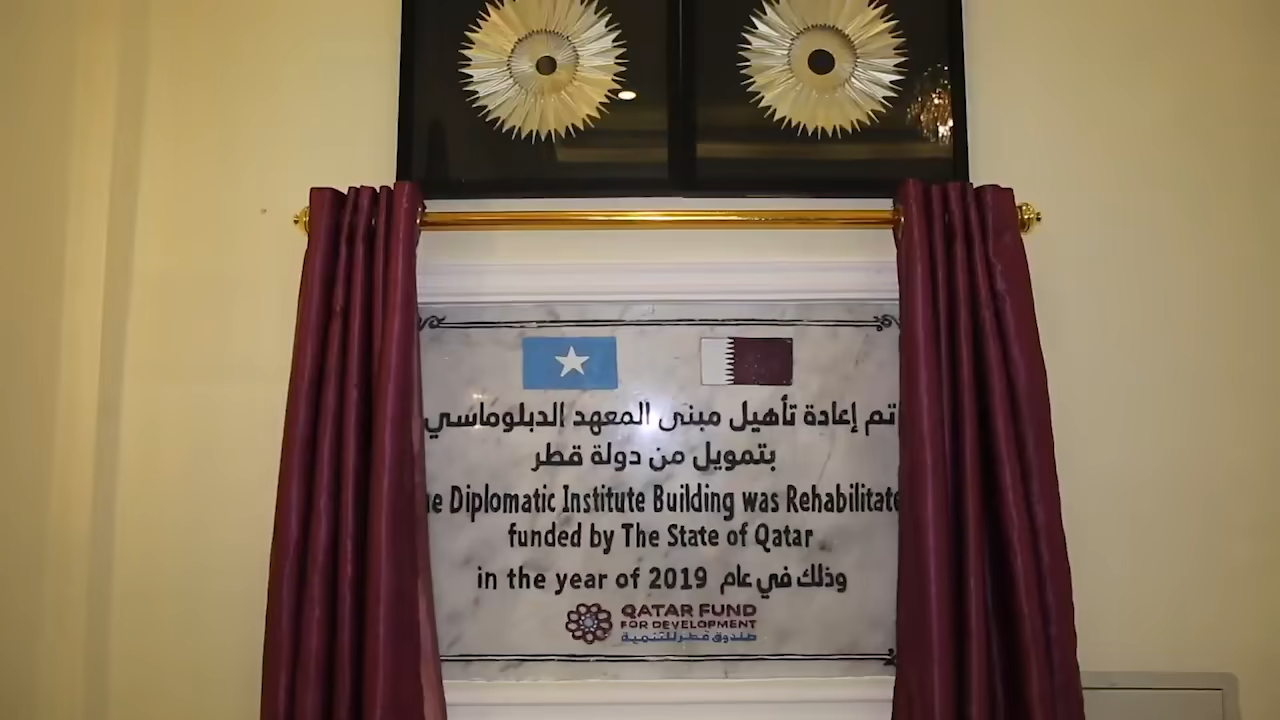 تم إعادة تأهيل مبنى المعهد الدبلوماسي
بتمويل من دولة قطر
Diplomatic Institute Building was Rehabilitate
funded by The State of Qatar
in the year of 2019 وذلك في عام
QATAR FUND
FOR DEVELOPMENT
صندوق قطر للتنمية